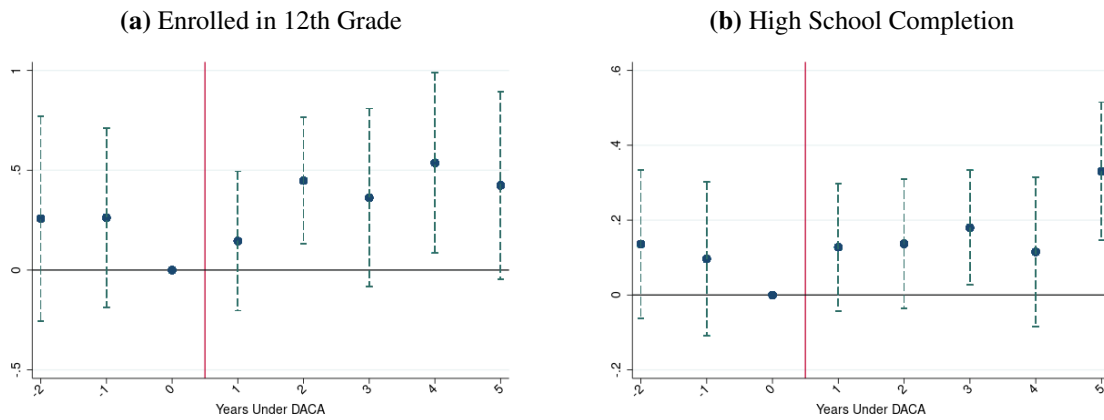 (a) Enrolled in 12th Grade
1
.5
0
-.5
-2 -1 0 1 2 3 4 5
Years Under DACA
(b) High School Completion
.6
.4
.2
0
-.2
-2 -1 0 1 2 3 4 5
Years Under DACA